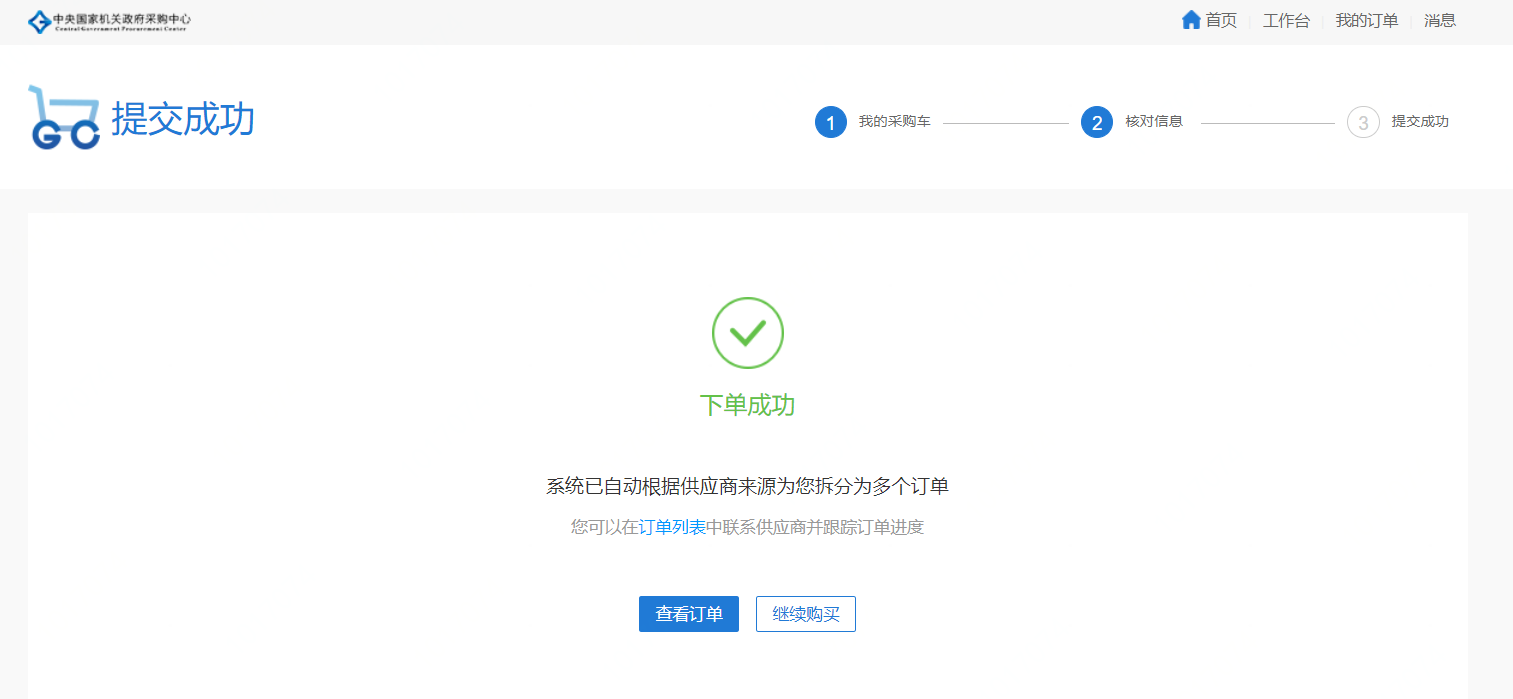 中央国家机关政府采购中心
Central Government Procurement Center
首页 工作台 我的订单 消息
GC 提交成功
1 我的采购车 2 核对信息 3 提交成功
下单成功
系统已自动根据供应商来源为您拆分为多个订单
您可以在订单列表中联系供应商并跟踪订单进度
查看订单 继续购买